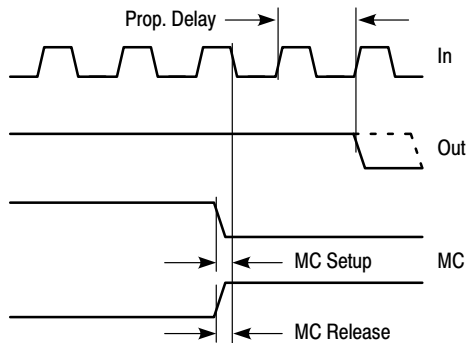 Prop. Delay
In
Out
MC Setup
MC
MC Release